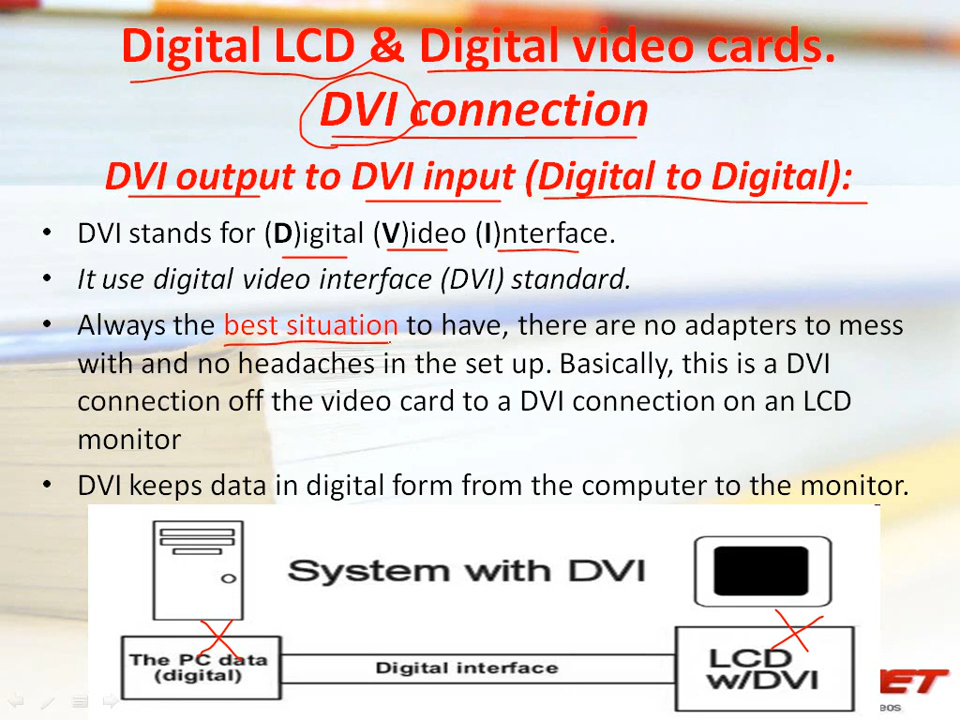 Digital LCD & Digital video cards.
DVI connection
DVI output to DVI input (Digital to Digital):
• DVI stands for (D)igital (V)ideo (I)nterface.
• It use digital video interface (DVI) standard.
• Always the best situation to have, there are no adapters to mess
with and no headaches in the set up. Basically, this is a DVI
connection off the video card to a DVI connection on an LCD
monitor
• DVI keeps data in digital form from the computer to the monitor.
System with DVI
The PC data
(digital)
Digital interface
LCD
w/DVI